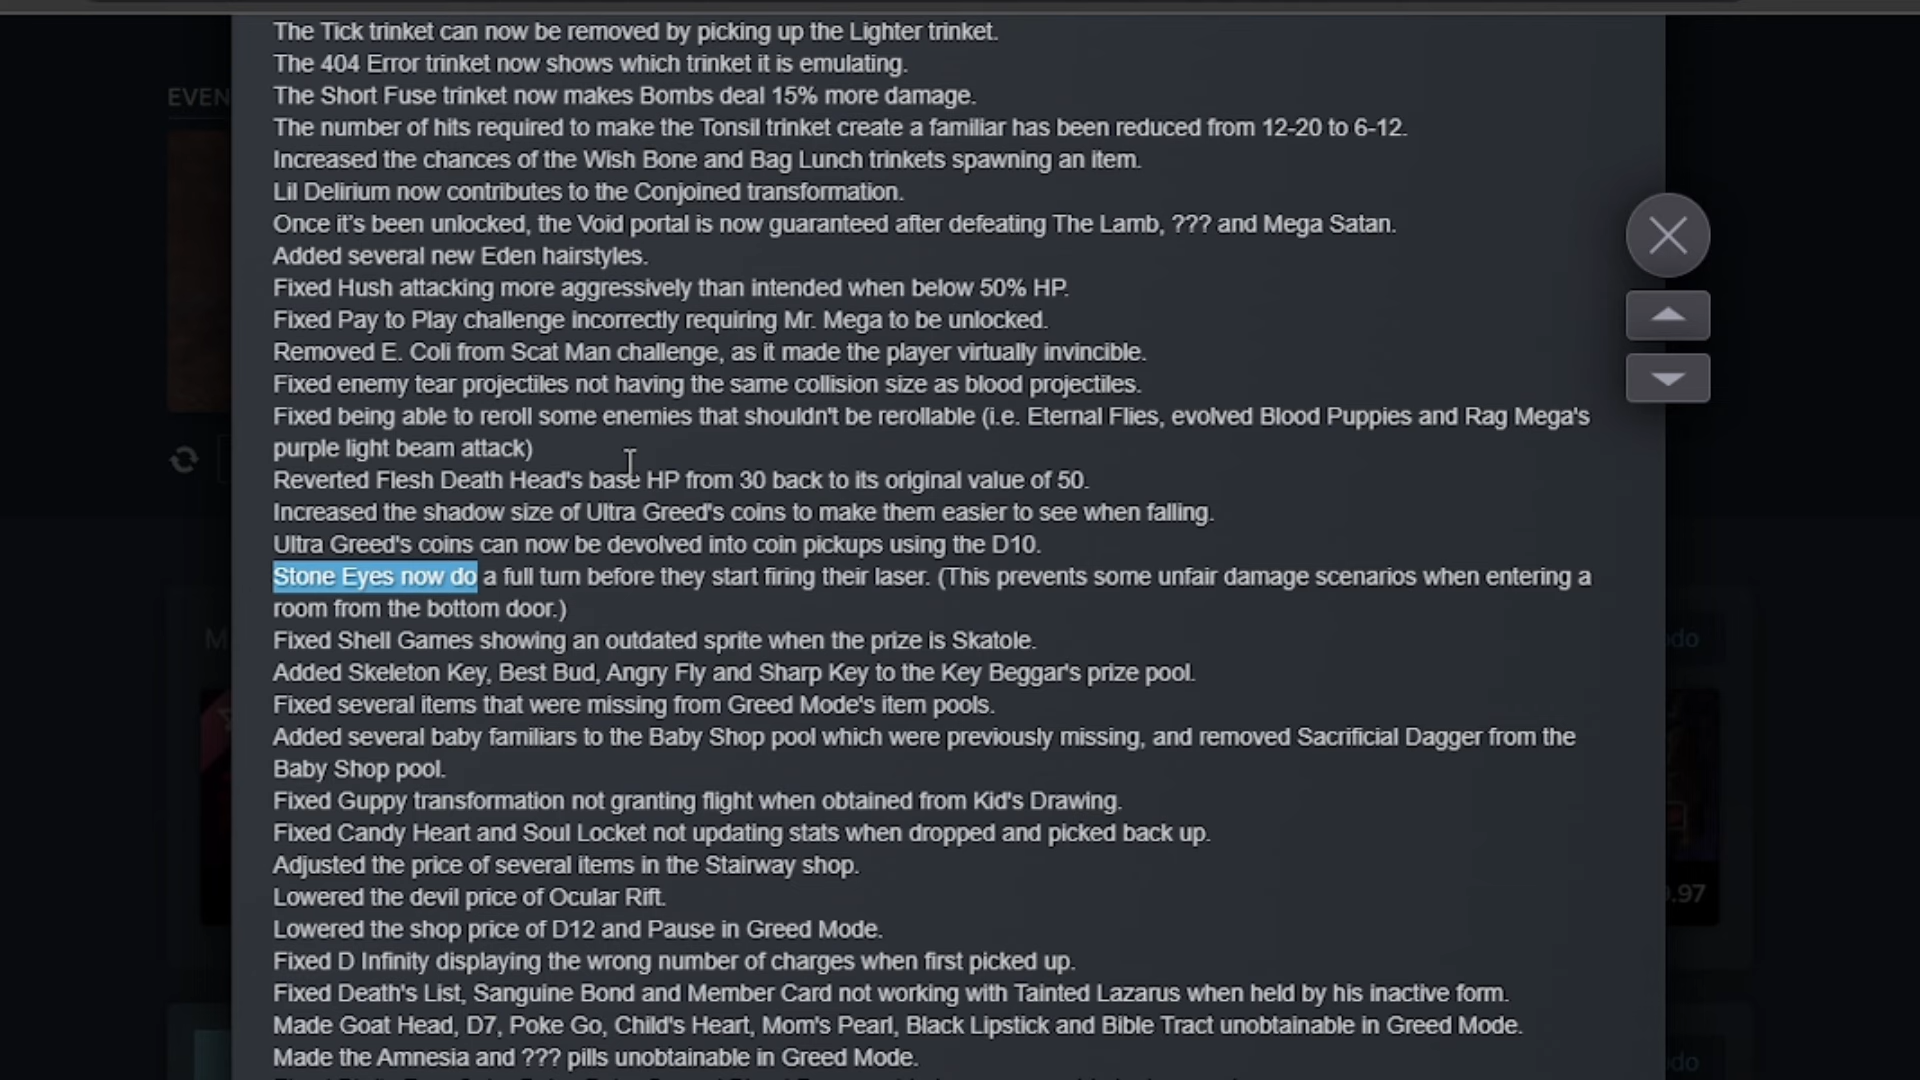 The Tick trinket can now be removed by picking up the Lighter trinket.
The 404 Error trinket now shows which trinket it is emulating.
EVEN
The Short Fuse trinket now makes Bombs deal 15% more damage.
The number of hits required to make the Tonsil trinket create a familiar has been reduced from 12-20 to 6-12.
Increased the chances of the Wish Bone and Bag Lunch trinkets spawning an item.
Lil Delirium now contributes to the Conjoined transformation.
Once it's been unlocked, the Void portal is now guaranteed after defeating The Lamb, ??? and Mega Satan.
Added several new Eden hairstyles.
Fixed Hush attacking more aggressively than intended when below 50% HP.
Fixed Pay to Play challenge incorrectly requiring Mr. Mega to be unlocked.
Removed E. Coli from Scat Man challenge, as it made the player virtually invincible.
Fixed enemy tear projectiles not having the same collision size as blood projectiles.
Fixed being able to reroll some enemies that shouldn't be rerollable (i.e. Eternal Flies, evolved Blood Puppies and Rag Mega's
purple light beam attack)
Reverted Flesh Death Head's base HP from 30 back to its original value of 50.
Increased the shadow size of Ultra Greed's coins to make them easier to see when falling.
Ultra Greed's coins can now be devolved into coin pickups using the D10.
Stone Eyes now do a full turn before they start firing their laser. (This prevents some unfair damage scenarios when entering a
room from the bottom door.)
M
Fixed Shell Games showing an outdated sprite when the prize is Skatole.
Added Skeleton Key, Best Bud, Angry Fly and Sharp Key to the Key Beggar's prize pool.
Fixed several items that were missing from Greed Mode's item pools.
Added several baby familiars to the Baby Shop pool which were previously missing, and removed Sacrificial Dagger from the
Baby Shop pool.
Fixed Guppy transformation not granting flight when obtained from Kid's Drawing.
Fixed Candy Heart and Soul Locket not updating stats when dropped and picked back up.
Adjusted the price of several items in the Stairway shop.
Lowered the devil price of Ocular Rift.
9.97
Lowered the shop price of D12 and Pause in Greed Mode.
Fixed D Infinity displaying the wrong number of charges when first picked up.
Fixed Death's List, Sanguine Bond and Member Card not working with Tainted Lazarus when held by his inactive form.
Made Goat Head, D7, Poke Go, Child's Heart, Mom's Pearl, Black Lipstick and Bible Tract unobtainable in Greed Mode.
Made the Amnesia and ??? pills unobtainable in Greed Mode.